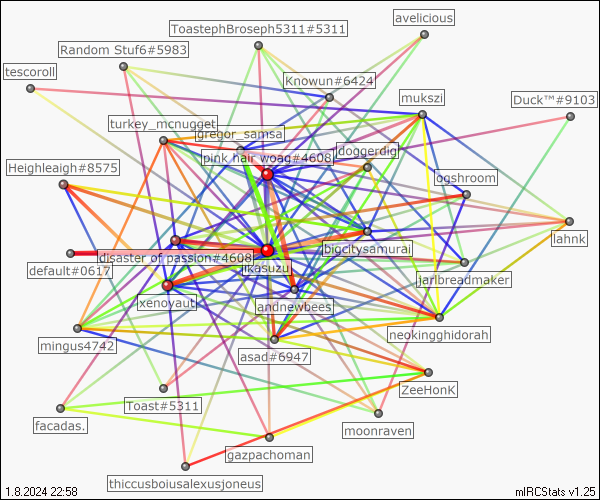 avelicious
ToastephBroseph5311#5311
Random Stuf6#5983
tescoroll
Knowun#6424
mukszi
Duck™#9103
turkey_mcnugget
gregor_samsa
pink hair woag#4608
doggerdig
Heighleaigh#8575
ogshroom
lahnk
bigcitysamurai
disaster of passion#4608
likasuzu
default#0617
jarlbreadmaker
xenoyaut
andnewbees
neokingghidorah
mingus4742
asad#6947
ZeeHonK
Toast#5311
facadas.
moonraven
gazpachoman
thiccusboiusalexusjoneus
1.8.2024 22:58
mIRCStats v1.25